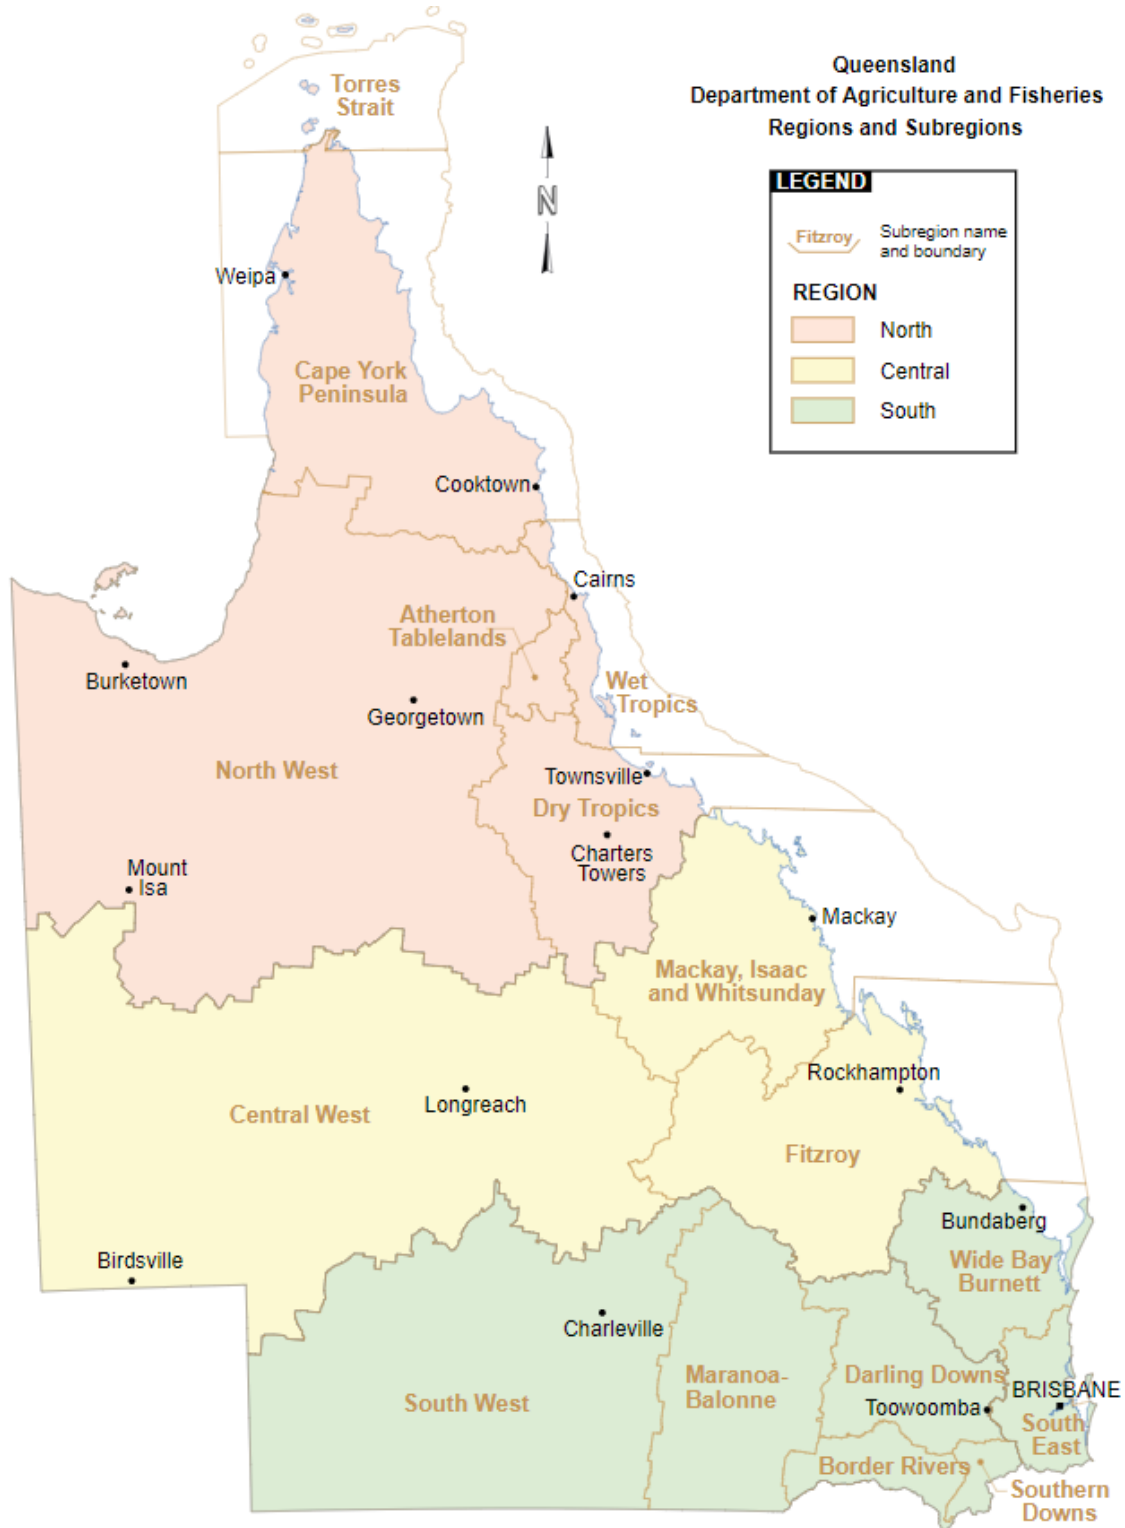 Queensland
Department of Agriculture and Fisheries
Regions and Subregions
LEGEND
Fitzroy
Subregion name
and boundary
REGION
North
Central
South
N
Torres
Strait
Weipa
Cape York
Peninsula
Cooktown
Cairns
Atherton
Tablelands
Burketown
Wet
Tropics
Georgetown
North West
Townsville
Dry Tropics
Charters
Towers
Mount
Isa
Mackay
Mackay, Isaac
and Whitsunday
Rockhampton
Longreach
Central West
Fitzroy
Bundaberg
Birdsville
Wide Bay
Burnett
Charleville
Maranoa-
Balonne
Darling Downs
BRISBANE
South West
Toowoomba
South
East
Border Rivers
Southern
Downs